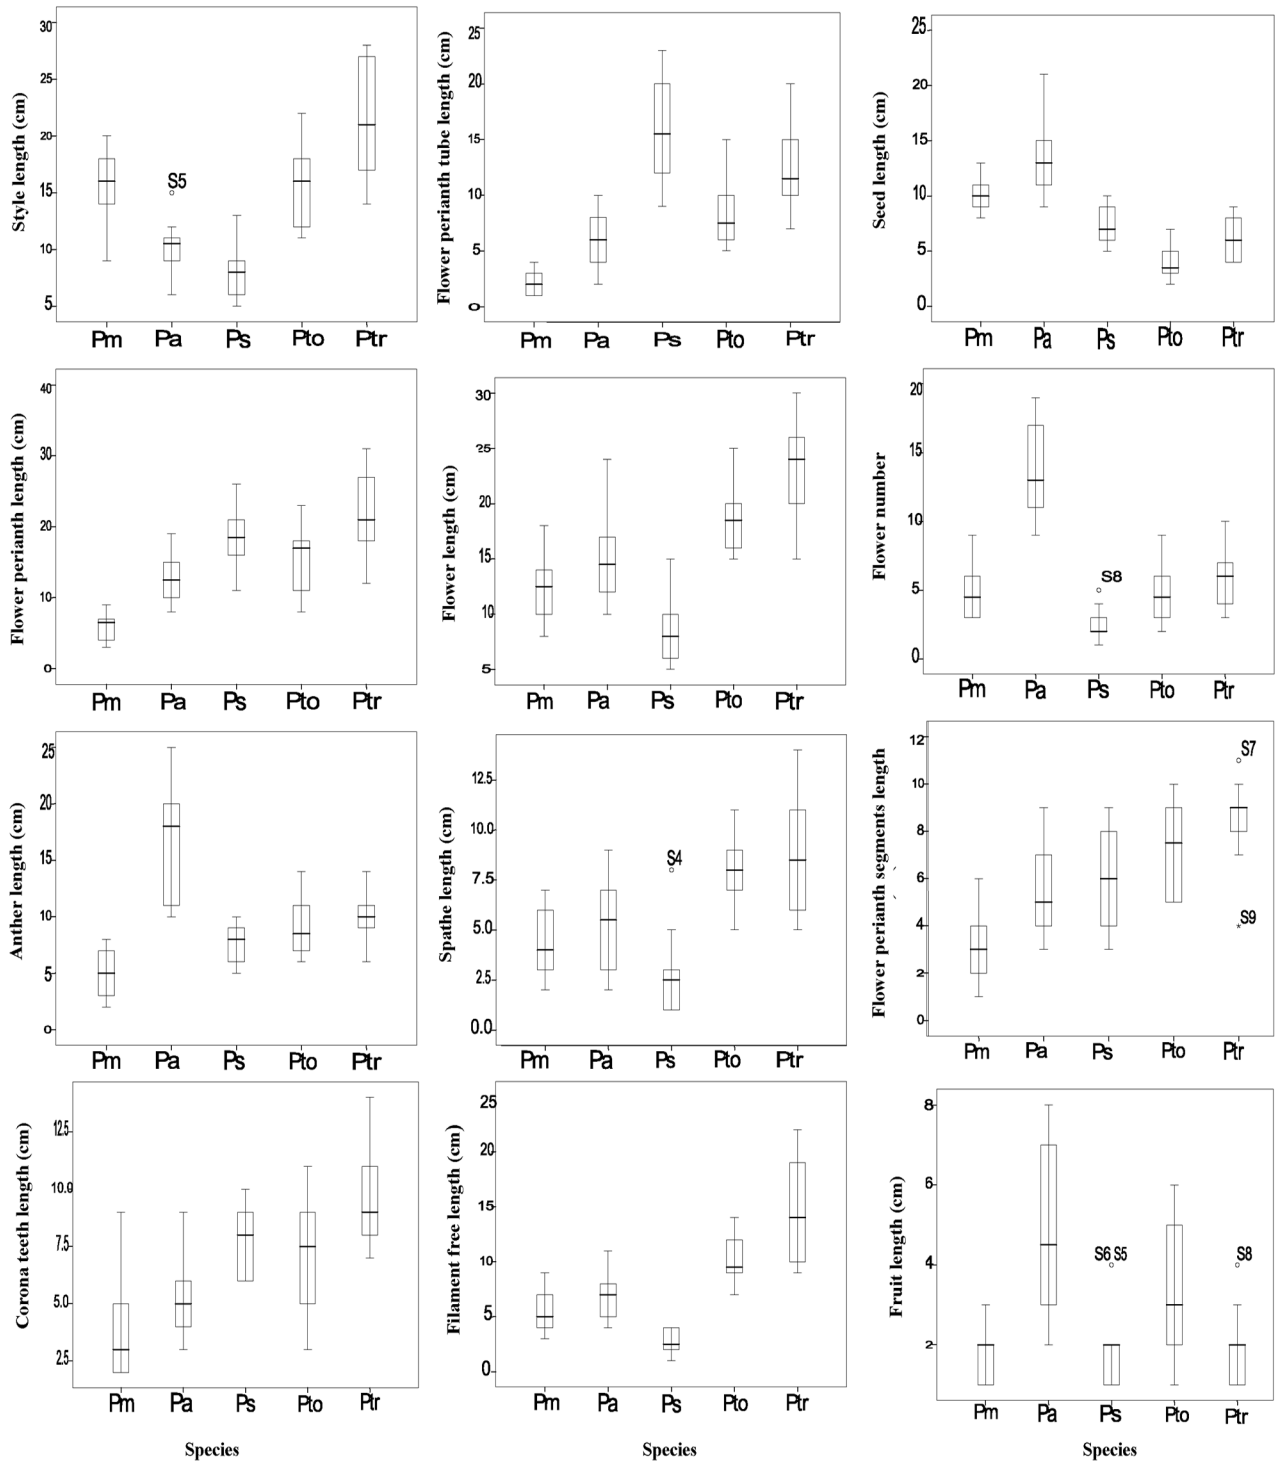 Style length (cm)
30
25
20
15
10
5
S5
Pm Pa Ps Pto Ptr
Flower perianth tube length (cm)
25
20
15
10
5
0
Pm Pa Ps Pto Ptr
Seed length (cm)
25
20
15
10
5
0
Pm Pa Ps Pto Ptr
Flower perianth length (cm)
40
30
20
10
0
Pm Pa Ps Pto Ptr
Flower length (cm)
30
25
20
15
10
5
Pm Pa Ps Pto Ptr
Flower number
20
15
10
5
0
S8
Pm Pa Ps Pto Ptr
Anther length (cm)
25
20
15
10
5
0
Pm Pa Ps Pto Ptr
Spathe length (cm)
12.5
10.0
7.5
5.0
2.5
0.0
S4
Pm Pa Ps Pto Ptr
Flower perianth segments length
12
10
8
6
4
2
0
S7
S9
Pm Pa Ps Pto Ptr
Corona teeth length (cm)
12.5
10.0
7.5
5.0
2.5
Pm Pa Ps Pto Ptr
Species
Filament free length (cm)
25
20
15
10
5
0
Pm Pa Ps Pto Ptr
Species
Fruit length (cm)
8
6
4
2
S6 S5
S8
Pm Pa Ps Pto Ptr
Species